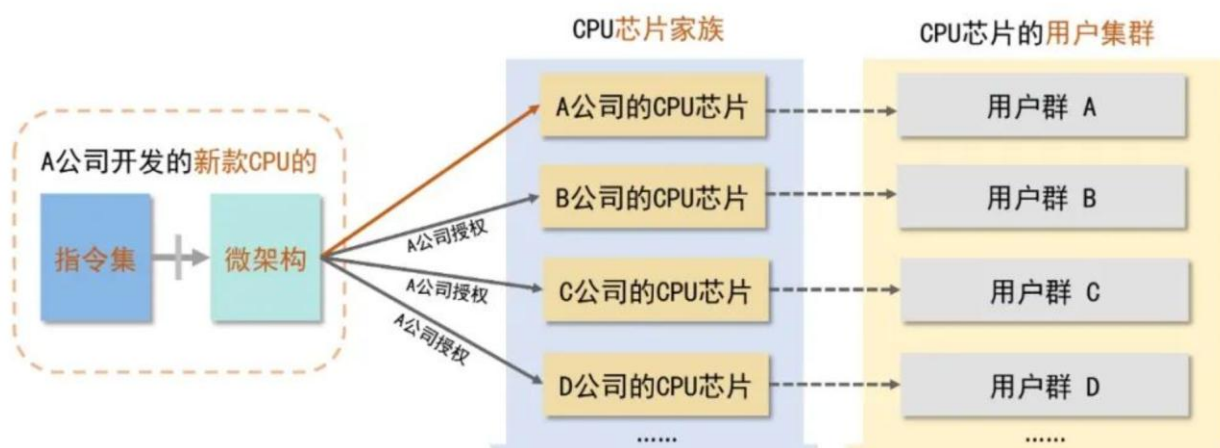 CPU芯片家族
CPU芯片的用户集群
A公司开发的新款CPU的
指令集
微架构
A公司授权
A公司授权
A公司授权
A公司的CPU芯片
用户群 A
B公司的CPU芯片
用户群 B
C公司的CPU芯片
用户群 C
D公司的CPU芯片
用户群 D
……
……